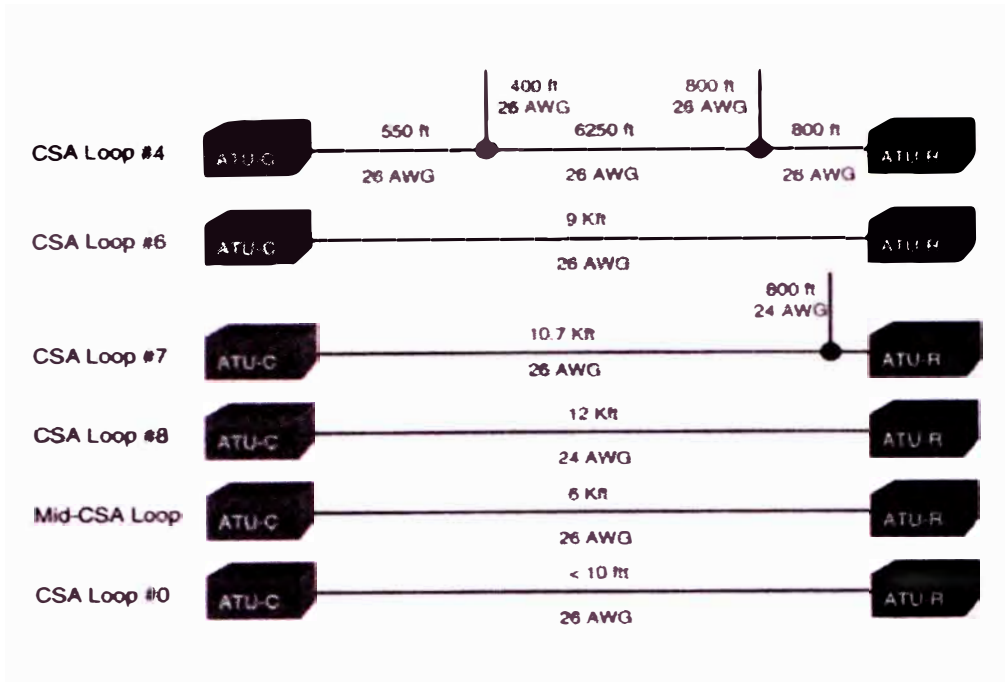 400 ft 800 ft
26 AWG 26 AWG
550 ft 6250 ft 800 ft
CSA Loop #4 ATU-C ATU-R
26 AWG 26 AWG 26 AWG
9 Kft
CSA Loop #6 ATU-C ATU-R
26 AWG
800 ft
24 AWG
10.7 Kft
CSA Loop #7 ATU-C ATU-R
26 AWG
12 Kft
CSA Loop #8 ATU-C ATU-R
24 AWG
6 Kft
Mid-CSA Loop ATU-C ATU-R
26 AWG
< 10 ft
CSA Loop #0 ATU-C ATU-R
26 AWG